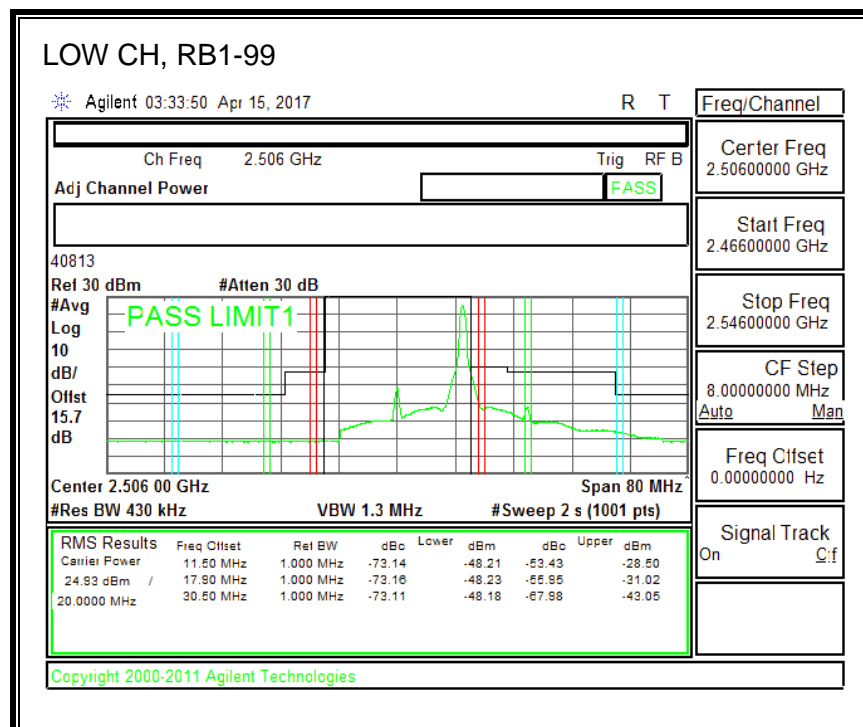 LOW CH, RB1-99
Agilent 03:33:50 Apr 15, 2017 R T
Ch Freq 2.506 GHz Trig RF B
Adj Channel Power PASS
40813
Ref 30 dBm #Atten 30 dB
#Avg
Log
10
dB/
Offst
15.7
dB
PASS LIMIT1
Center 2.506 00 GHz Span 80 MHz
#Res BW 430 kHz VBW 1.3 MHz #Sweep 2 s (1001 pts)
RMS Results Freq Offset Ref BW dBc Lower dBm dBc Upper dBm
Carrier Power 11.50 MHz 1.000 MHz -73.14 -48.21 -53.43 -28.50
24.93 dBm / 17.90 MHz 1.000 MHz -73.16 -48.23 -55.95 -31.02
20.0000 MHz 30.50 MHz 1.000 MHz -73.11 -48.18 -67.98 -43.05
Copyright 2000-2011 Agilent Technologies
Freq/Channel
Center Freq
2.50600000 GHz
Start Freq
2.46600000 GHz
Stop Freq
2.54600000 GHz
CF Step
8.00000000 MHz
Auto Man
Freq Offset
0.00000000 Hz
Signal Track
On Off